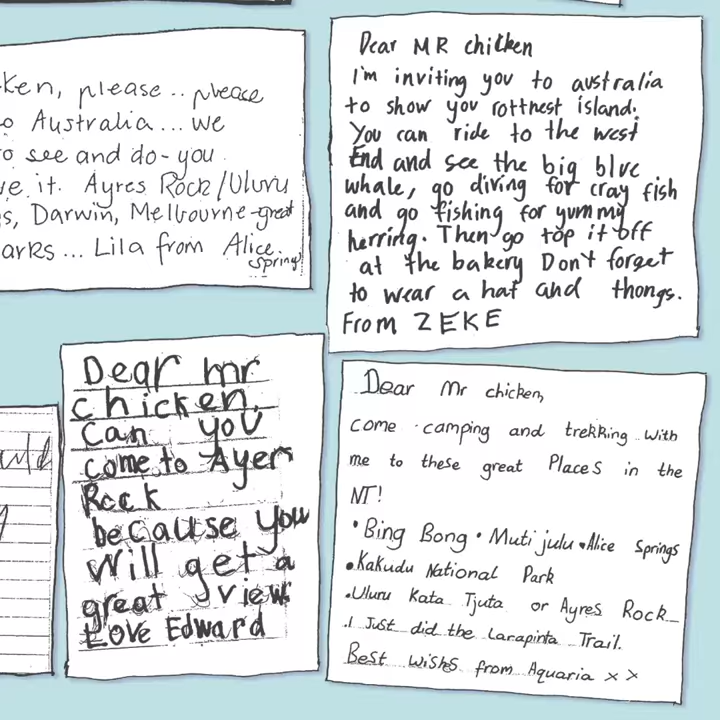 ken, please.. please
o Australia... we
o see and do-you
ve it. Ayres Rock/Uluru
s, Darwin, Melbourne-great
arks... Lila from Alice
Spring
Dear MR chicken
I'm inviting you to australia
to show you rottnest island.
You can ride to the west
End and see the big blue
whale, go diving for cray fish
and go fishing for yummy
herring. Then go top it off
at the bakery Don't forget
to wear a hat and thongs.
From ZEKE
Dear mr
chicken,
Can you
come to Ayer
Rock
because you
will get a
great view
Love Edward
Dear Mr chicken,
come camping and trekking with
me to these great Places in the
NT!
• Bing Bong • Mutijulu • Alice Springs
• Kakudu National Park
• Uluru Kata Tjuta or Ayres Rock
. I Just did the Larapinta Trail.
Best wishes from Aquaria x x